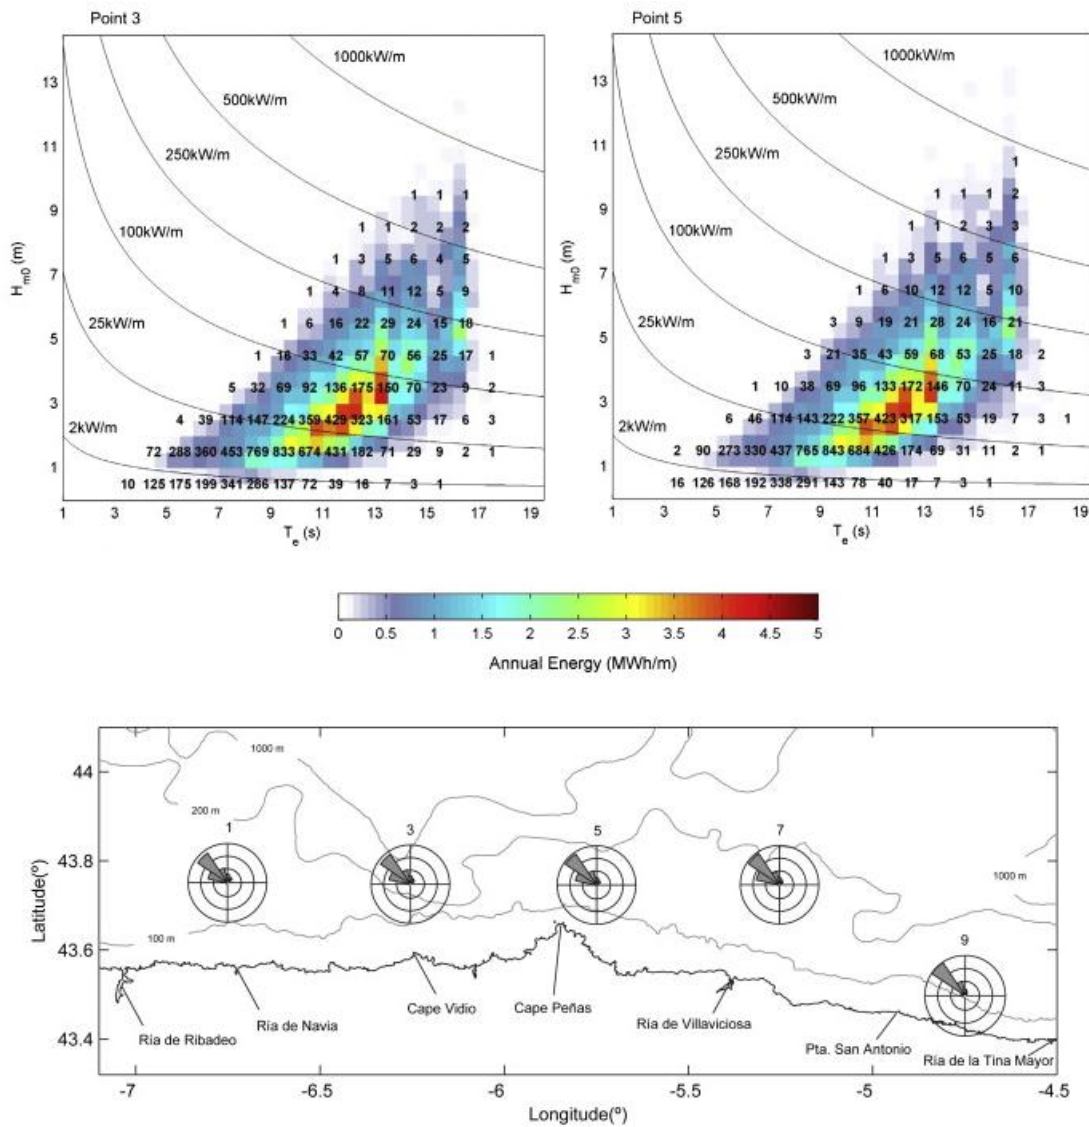 Point 3
Point 5
1000kW/m
500kW/m
250kW/m
100kW/m
25kW/m
2kW/m
1 1 1
1 1 2 2 2
1 3 5 6 4 5
1 4 8 11 12 5 9
1 6 16 22 29 24 15 18
1 16 33 42 57 70 56 25 17 1
5 32 69 92 136 175 150 70 23 9 2
4 39 114 147 224 359 429 323 161 53 17 6 3
72 288 360 453 769 833 674 431 182 71 29 9 2 1
10 125 175 199 341 286 137 72 39 16 7 3 1
13
11
9
7
5
3
1
H_m0 (m)
1 3 5 7 9 11 13 15 17 19
T_e (s)
1000kW/m
500kW/m
250kW/m
100kW/m
25kW/m
2kW/m
1
1 1 1 2
1 1 2 3 3
1 3 5 6 5 6
1 6 10 12 12 5 10
3 9 19 21 28 24 16 21
3 21 35 43 59 68 53 25 18 2
1 10 38 69 96 133 172 146 70 24 11 3
6 46 114 143 222 357 423 317 153 53 19 7 3 1
2 90 273 330 437 765 843 684 426 174 69 31 11 2 1
16 126 168 192 338 291 143 78 40 17 7 3 1
13
11
9
7
5
3
1
H_m0 (m)
1 3 5 7 9 11 13 15 17 19
T_e (s)
0 0.5 1 1.5 2 2.5 3 3.5 4 4.5 5
Annual Energy (MWh/m)
44
43.8
43.6
43.4
Latitude(º)
1000 m
200 m
100 m
1000 m
1
3
5
7
9
Ría de Ribadeo
Ría de Navia
Cape Vidio
Cape Peñas
Ría de Villaviciosa
Pta. San Antonio
Ría de la Tina Mayor
-7 -6.5 -6 -5.5 -5 -4.5
Longitude(º)